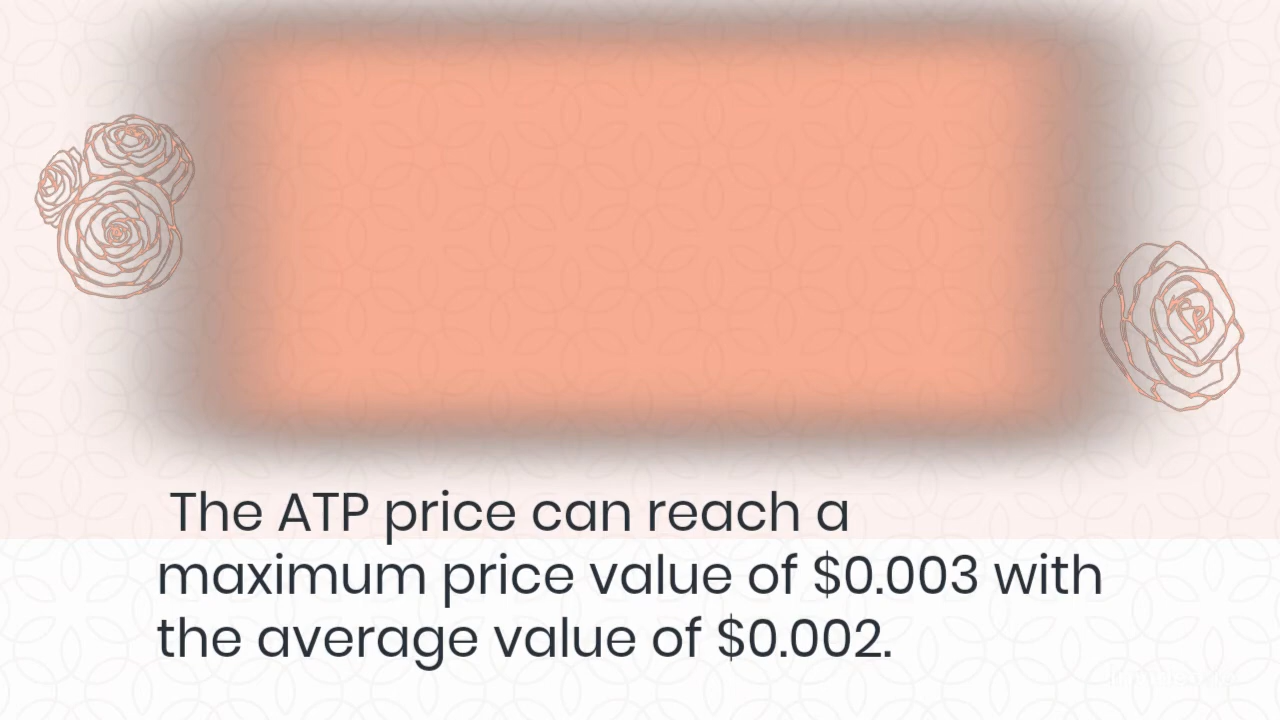 The ATP price can reach a
maximum price value of $0.003 with
the average value of $0.002.